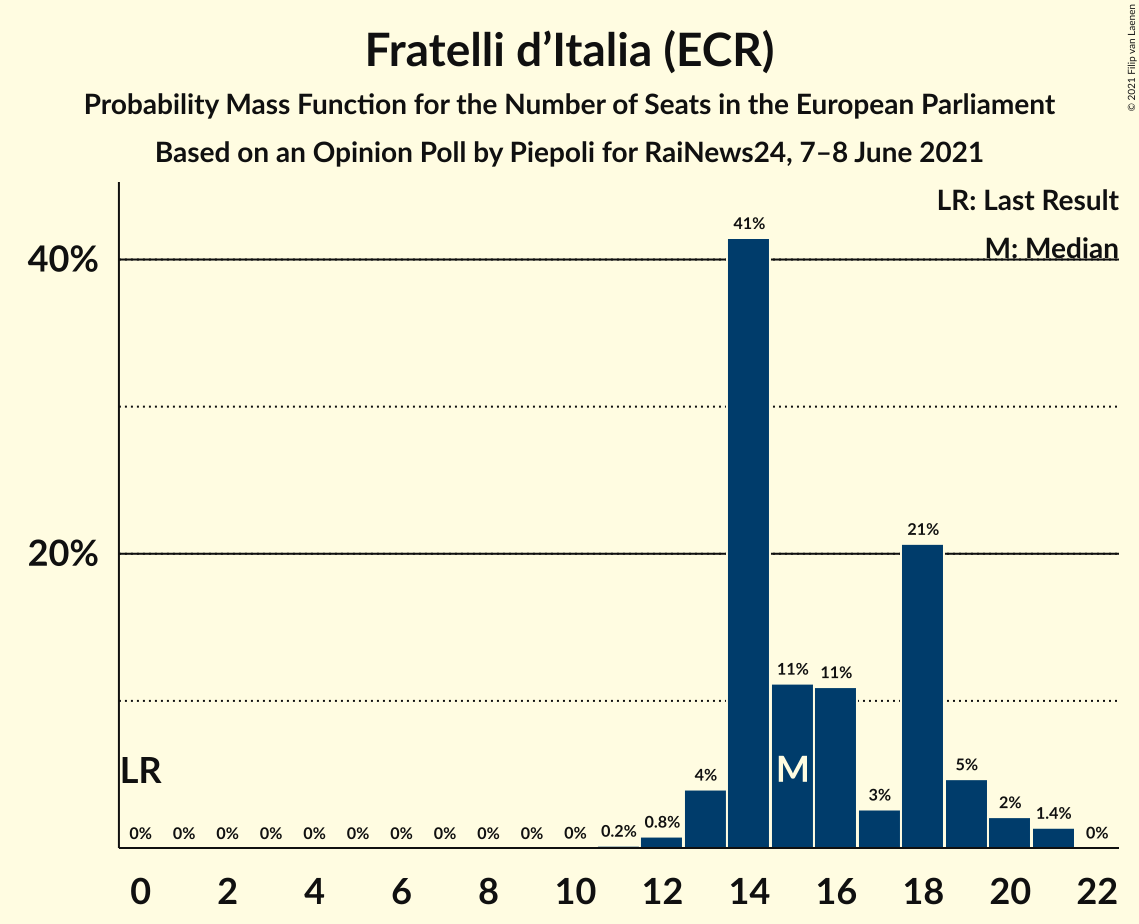 Fratelli d’Italia (ECR)
Probability Mass Function for the Number of Seats in the European Parliament
Based on an Opinion Poll by Piepoli for RaiNews24, 7–8 June 2021
© 2021 Filip van Laenen
LR: Last Result
M: Median
40%
20%
41%
21%
11%
11%
M
LR
4%
5%
3%
2%
1.4%
0.8%
0.2%
0% 0% 0% 0% 0% 0% 0% 0% 0% 0% 0% 0%
0 2 4 6 8 10 12 14 16 18 20 22